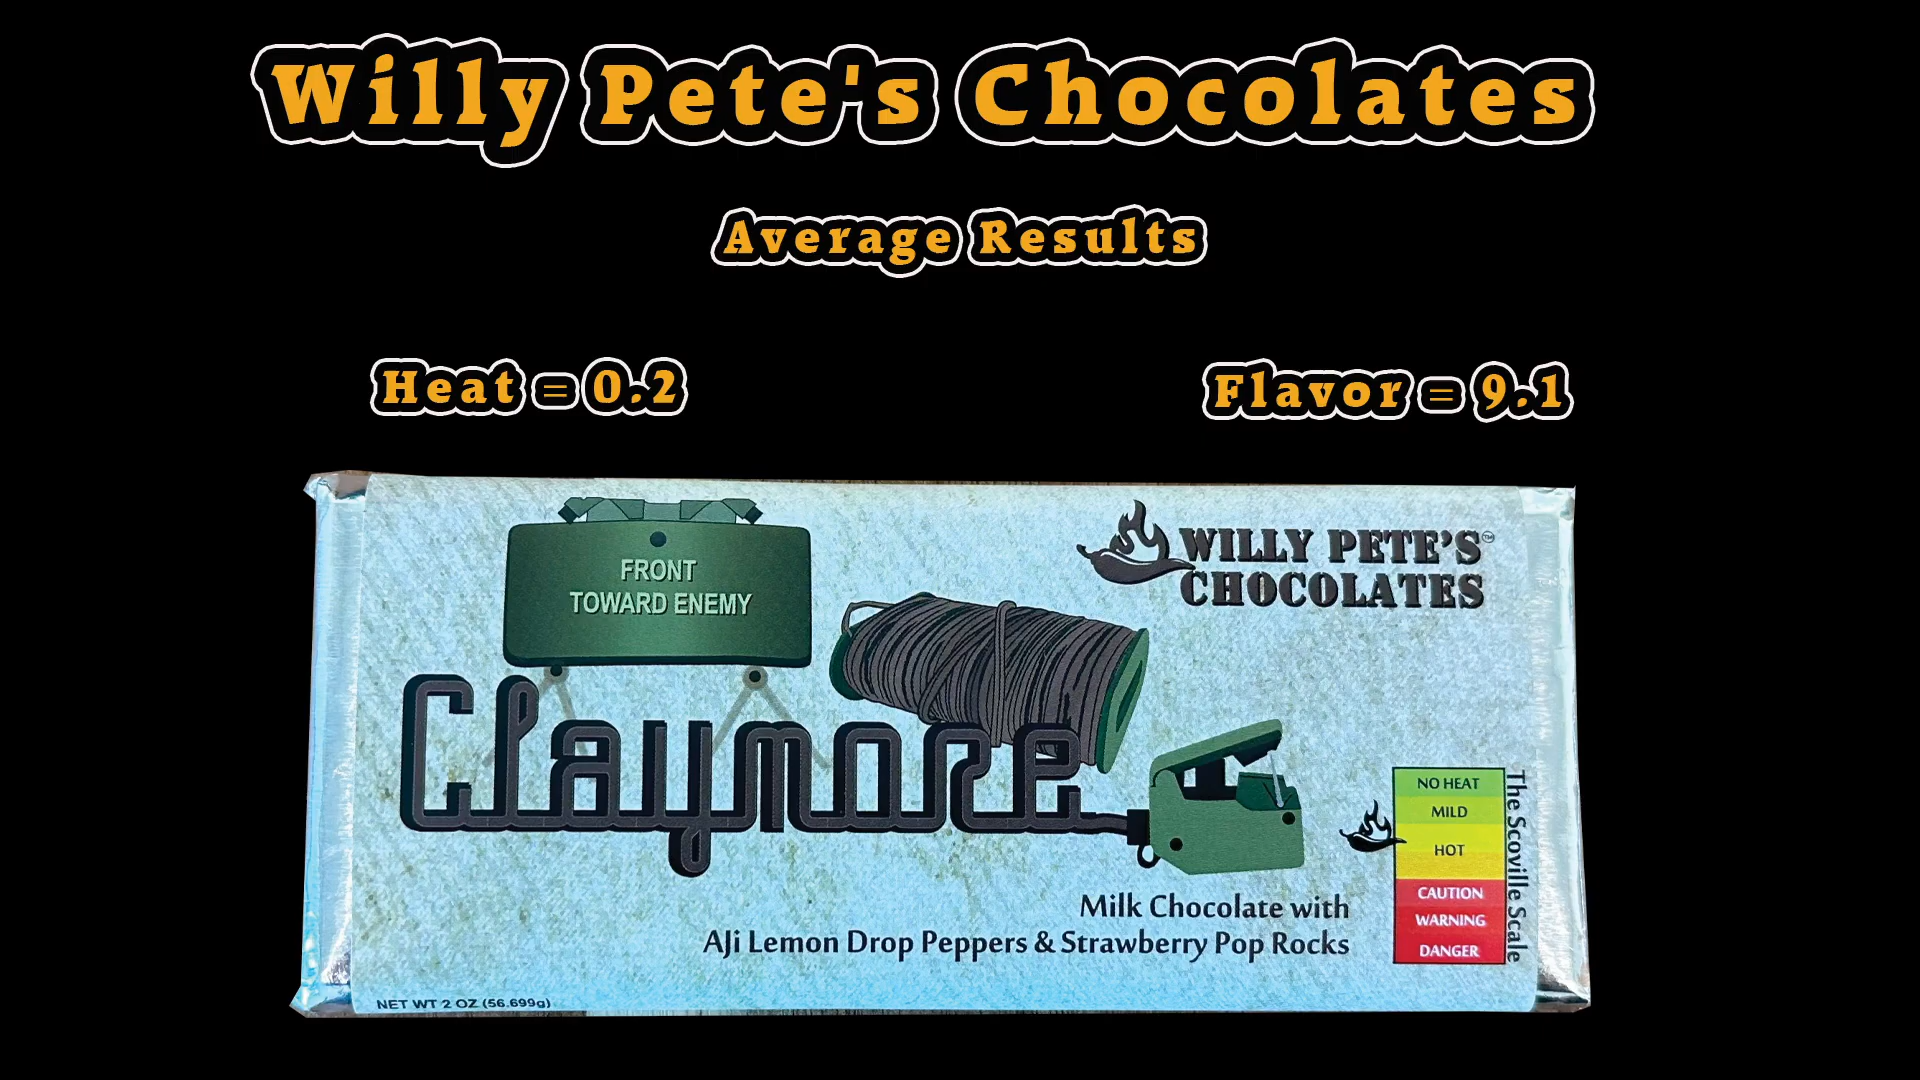 Willy Pete's Chocolates
Average Results
Heat = 0.2
Flavor = 9.1
FRONT
TOWARD ENEMY
WILLY PETE'S™
CHOCOLATES
Claymore
NO HEAT
MILD
HOT
CAUTION
WARNING
DANGER
The Scoville Scale
Milk Chocolate with
AJi Lemon Drop Peppers & Strawberry Pop Rocks
NET WT 2 OZ (56.699g)